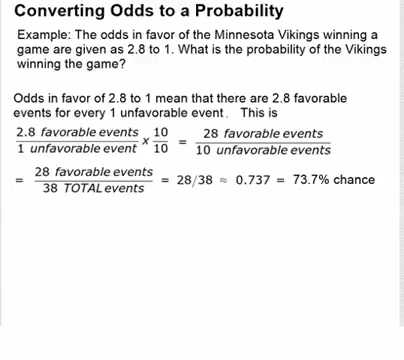 Converting Odds to a Probability
Example: The odds in favor of the Minnesota Vikings winning a
game are given as 2.8 to 1. What is the probability of the Vikings
winning the game?
Odds in favor of 2.8 to 1 mean that there are 2.8 favorable
events for every 1 unfavorable event. This is
2.8 favorable events / 1 unfavorable event x 10/10 = 28 favorable events / 10 unfavorable events
= 28 favorable events / 38 TOTAL events = 28/38 ≈ 0.737 = 73.7% chance